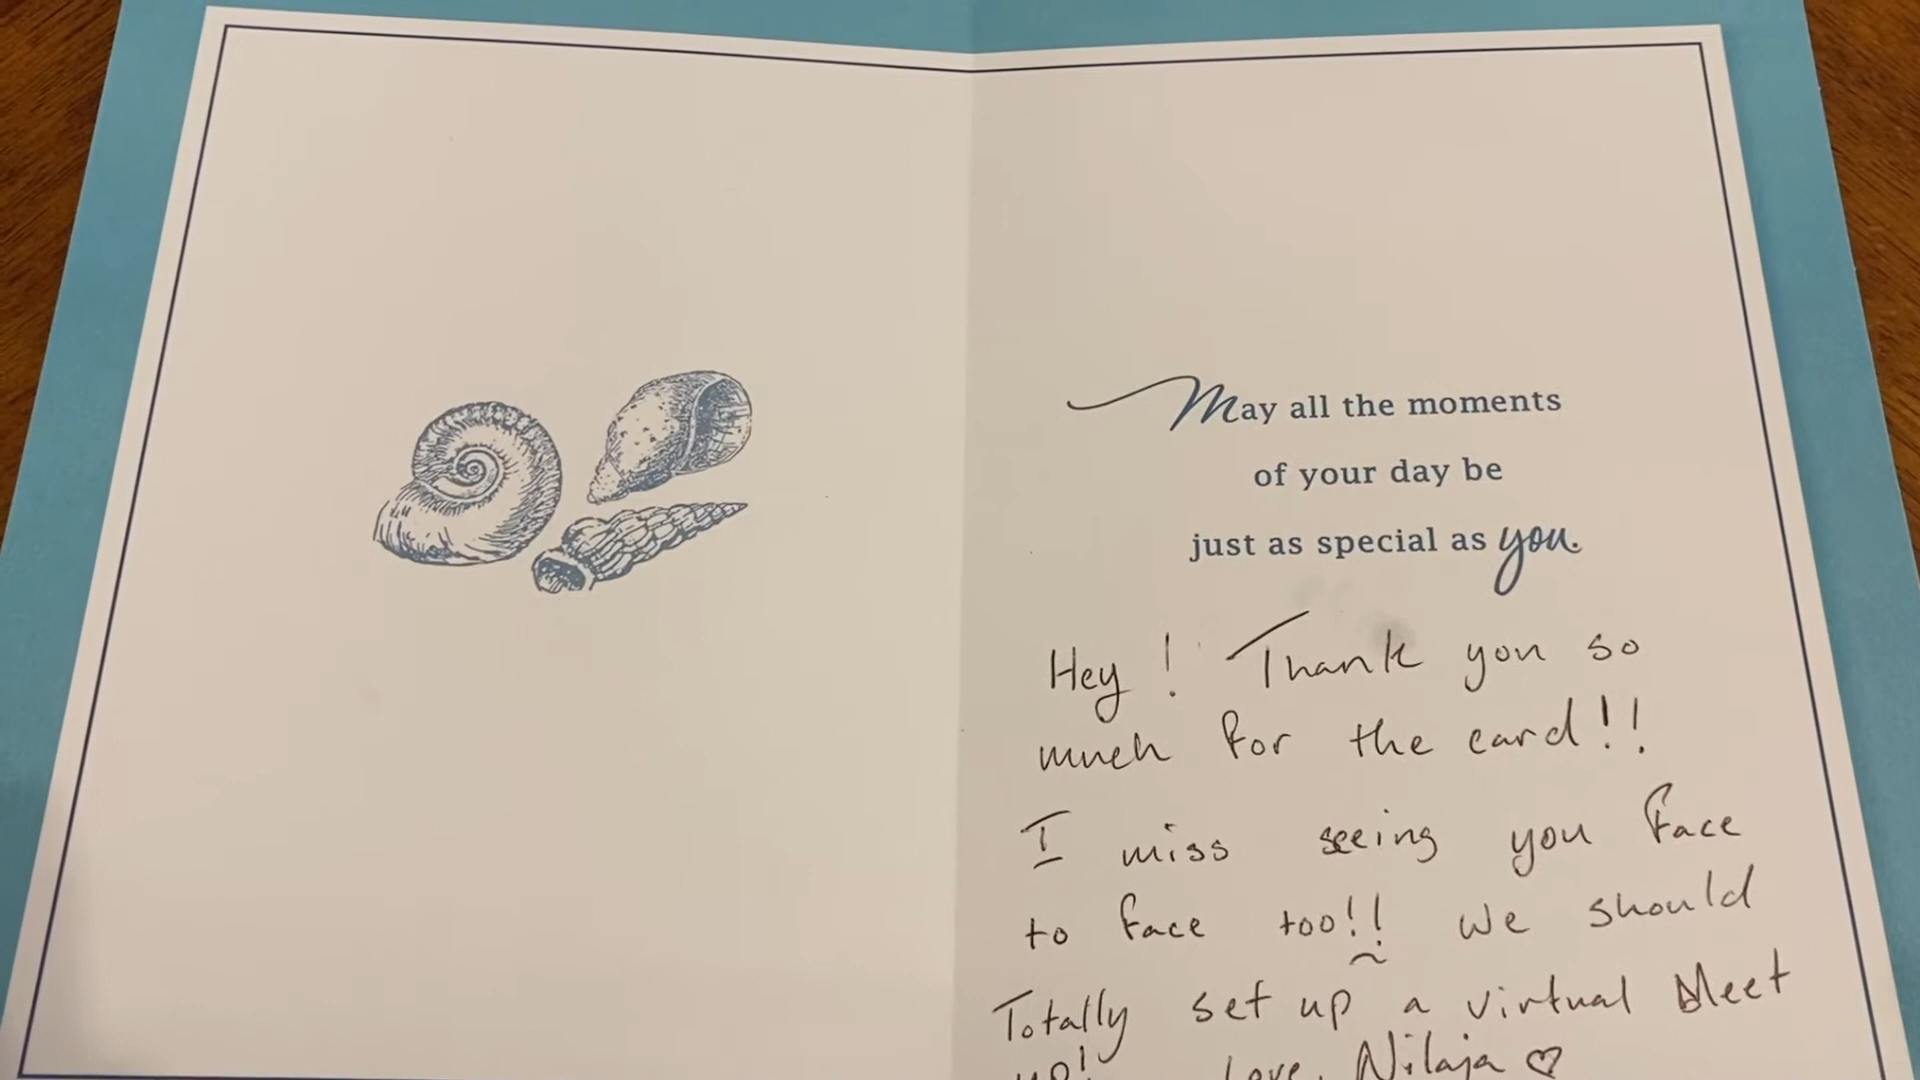 May all the moments
of your day be
just as special as you.
Hey! Thank you so
much for the card!!
I miss seeing you face
to face too!! We should
Totally set up a virtual Meet
up! Love, Nilaja ♡